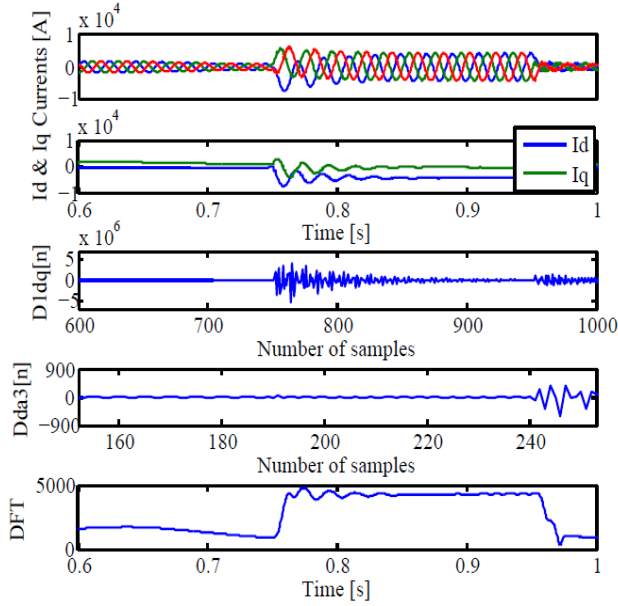 x 10^4
Currents [A]
1
0
−1
x 10^4
Id & Iq
1
0
−1
Id
Iq
0.6 0.7 0.8 0.9 1
Time [s]
x 10^6
D1dq[n]
5
0
−5
600 700 800 900 1000
Number of samples
Dda3[n]
900
0
−900
160 180 200 220 240
Number of samples
DFT
5000
0
0.6 0.7 0.8 0.9 1
Time [s]